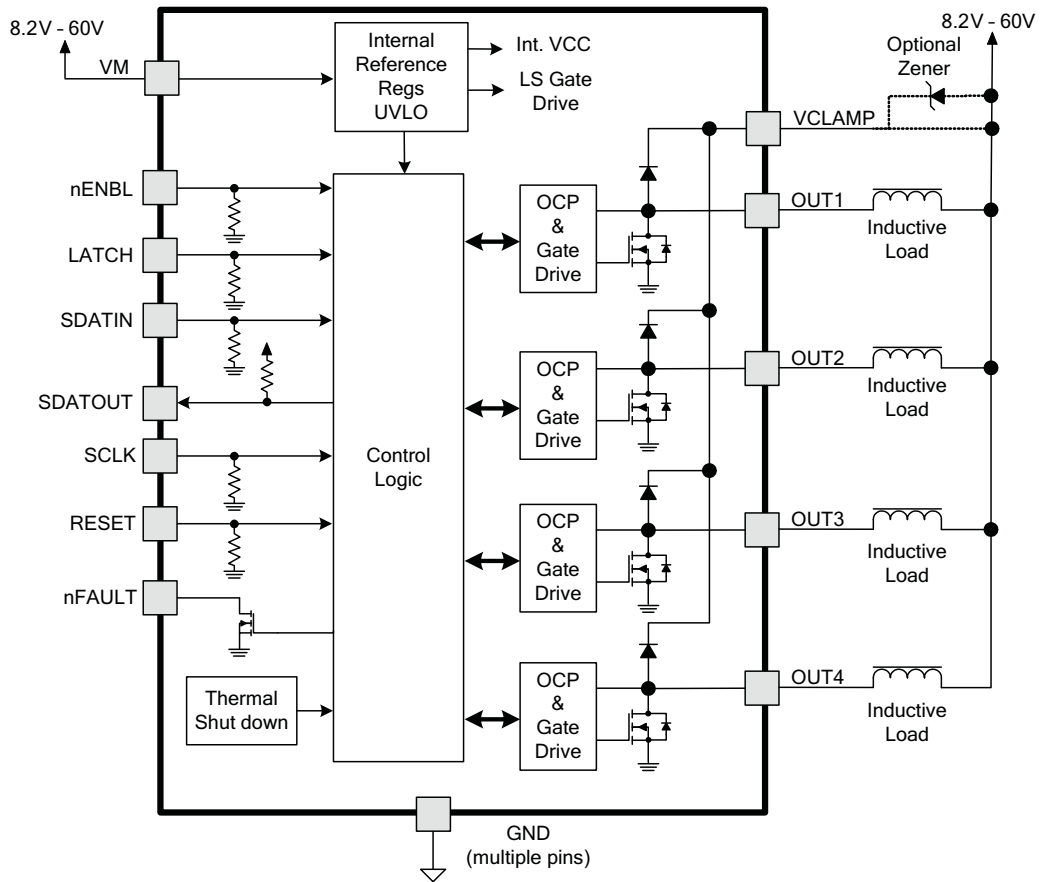 8.2V - 60V
VM
Internal
Reference
Regs
UVLO
Int. VCC
LS Gate
Drive
8.2V - 60V
Optional
Zener
VCLAMP
nENBL
LATCH
SDATIN
SDATOUT
SCLK
RESET
nFAULT
Control
Logic
Thermal
Shut down
OCP
&
Gate
Drive
OUT1
Inductive
Load
OCP
&
Gate
Drive
OUT2
Inductive
Load
OCP
&
Gate
Drive
OUT3
Inductive
Load
OCP
&
Gate
Drive
OUT4
Inductive
Load
GND
(multiple pins)